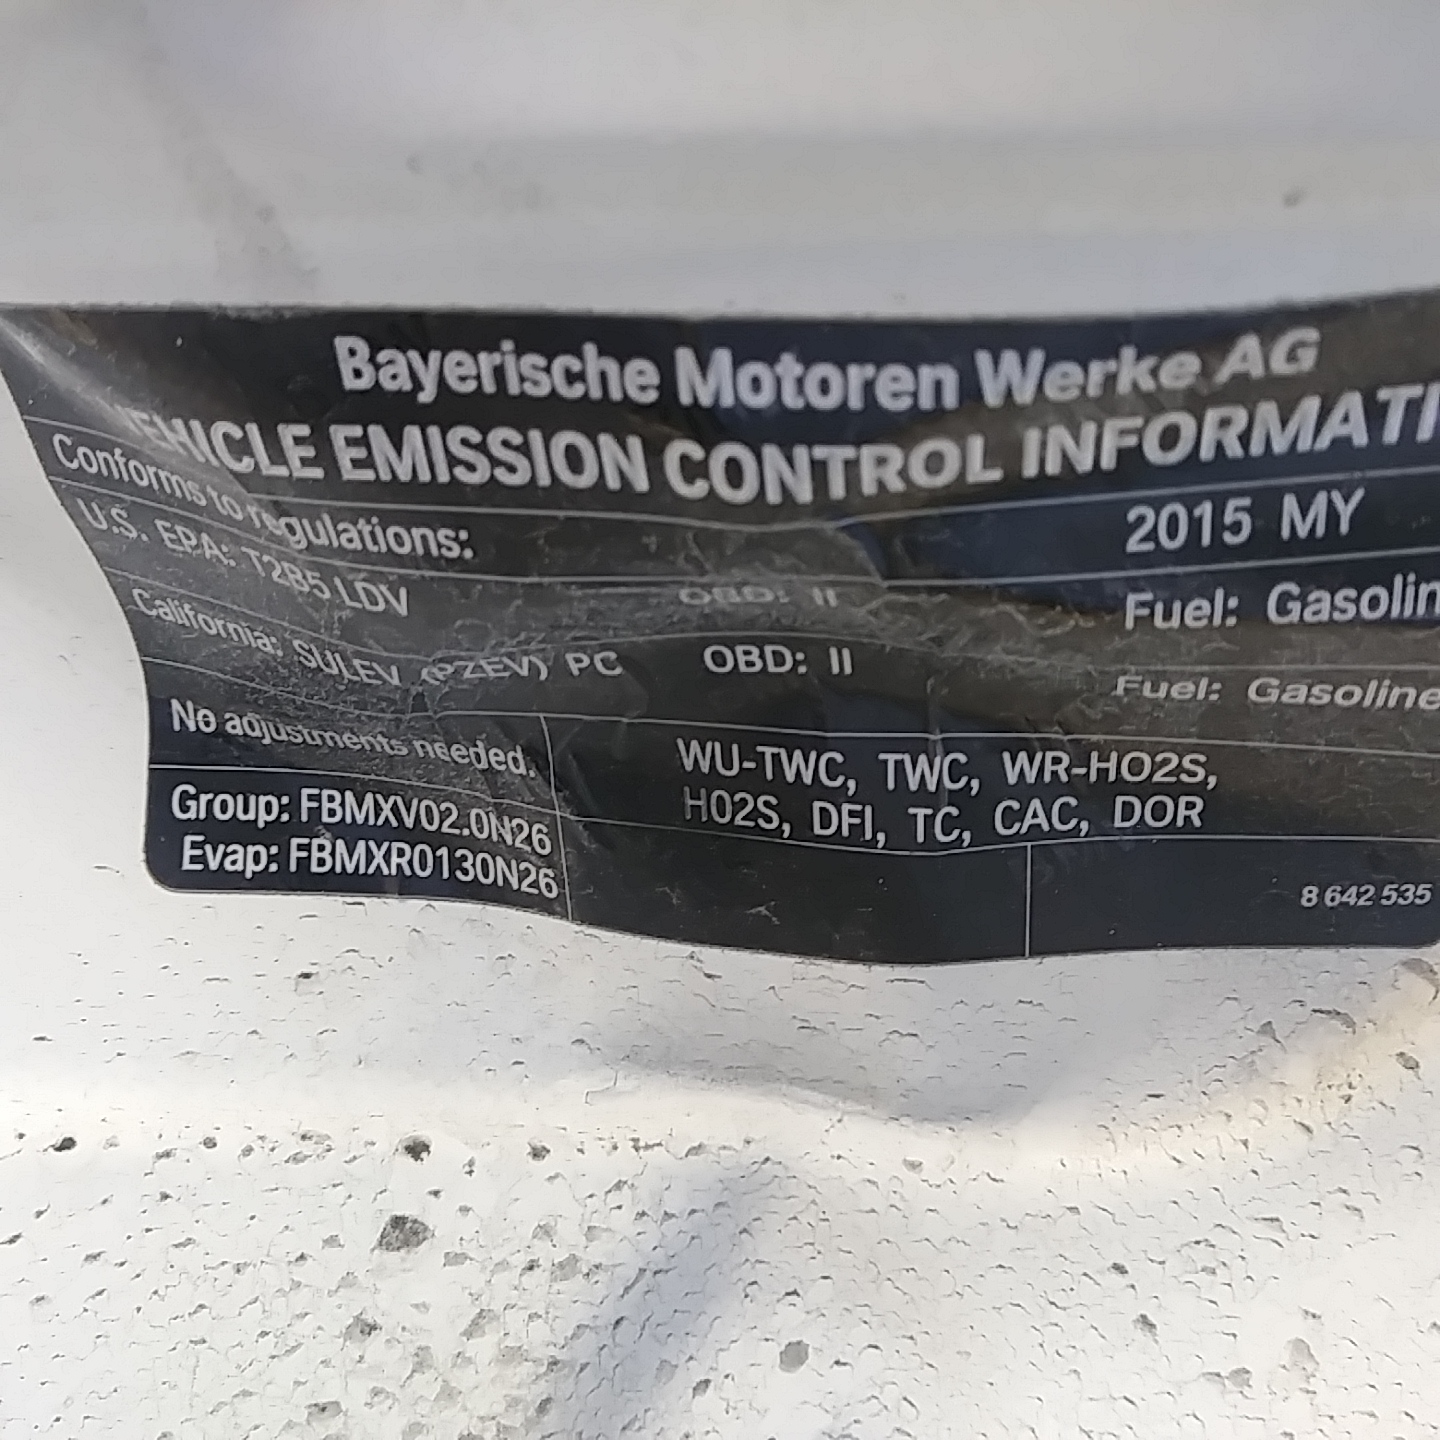 Bayerische Motoren Werke AG
VEHICLE EMISSION CONTROL INFORMATI
Conforms to regulations: 2015 MY
U.S. EPA: T2B5 LDV OBD: II Fuel: Gasolin
California: SULEV (PZEV) PC OBD: II Fuel: Gasoline
No adjustments needed. WU-TWC, TWC, WR-HO2S,
HO2S, DFI, TC, CAC, DOR
Group: FBMXV02.0N26
Evap: FBMXR0130N26
8 642 535